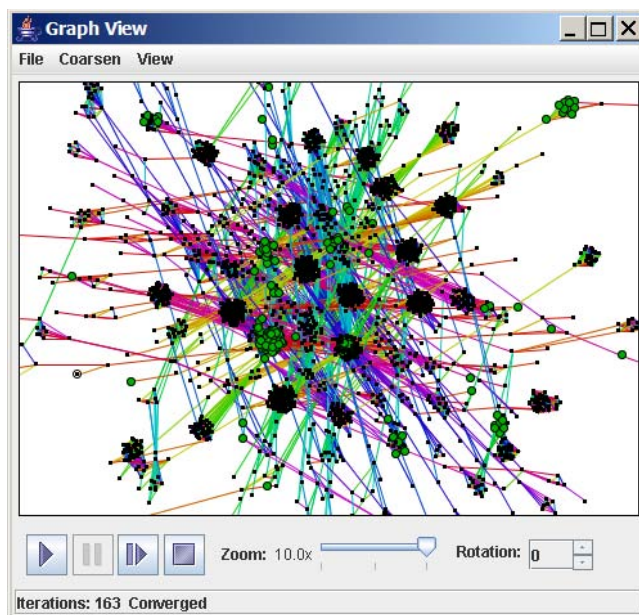 Graph View
File Coarsen View
Zoom: 10.0x Rotation: 0
Iterations: 163 Converged